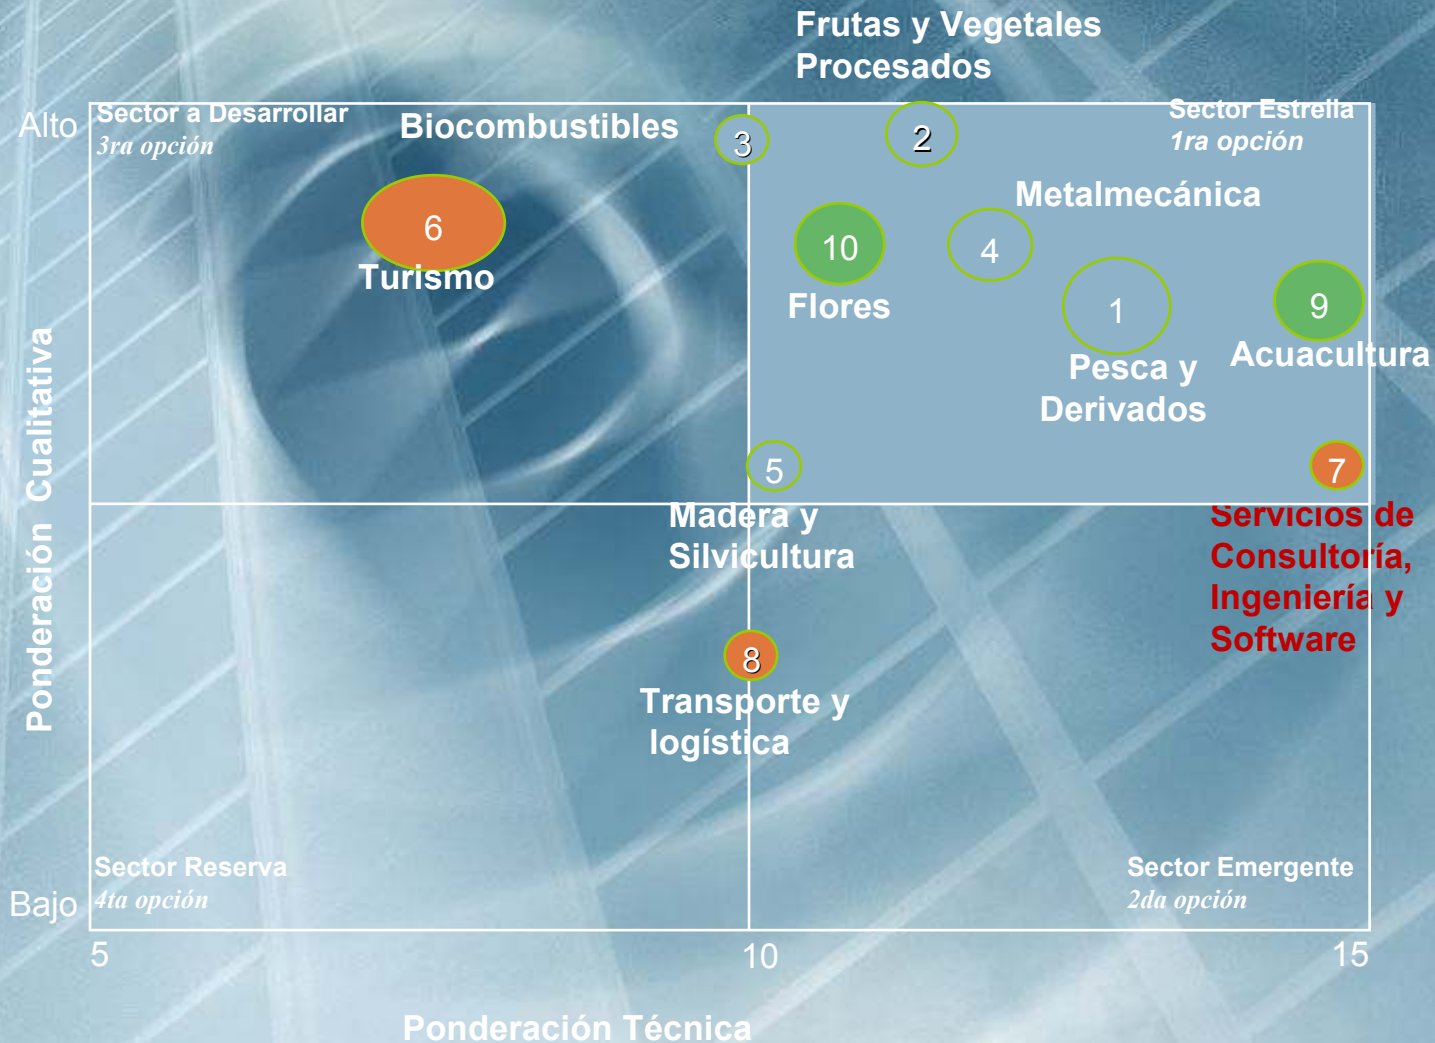 Frutas y Vegetales
Procesados
Alto
Sector a Desarrollar
3ra opción
Biocombustibles
3
2
Sector Estrella
1ra opción
Metalmecánica
6
Turismo
10
Flores
4
1
Pesca y
Derivados
9
Acuacultura
Ponderación Cualitativa
5
Madera y
Silvicultura
7
Servicios de
Consultoría,
Ingeniería y
Software
8
Transporte y
logística
Sector Reserva
4ta opción
Sector Emergente
2da opción
Bajo
5
10
15
Ponderación Técnica